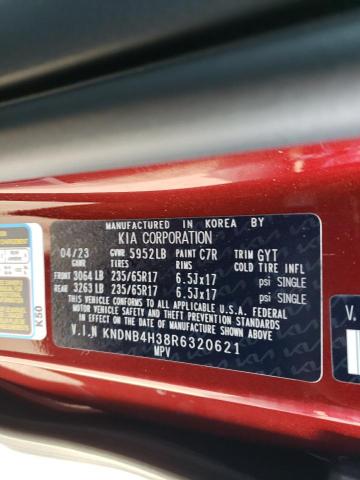 MANUFACTURED IN KOREA BY
KIA CORPORATION
04/23 GVWR 5952LB PAINT C7R TRIM GYT
GAWR TIRES RIMS COLD TIRE INFL
FRONT 3064 LB 235/65R17 6.5Jx17 psi SINGLE
REAR 3263 LB 235/65R17 6.5Jx17 psi SINGLE
THIS VEHICLE CONFORMS TO ALL APPLICABLE U.S.A. FEDERAL
MOTOR VEHICLE SAFETY STANDARDS IN EFFECT ON THE DATE
OF MANUFACTURE SHOWN ABOVE.
V.I.N KNDNB4H38R6320621
MPV
K50
V.